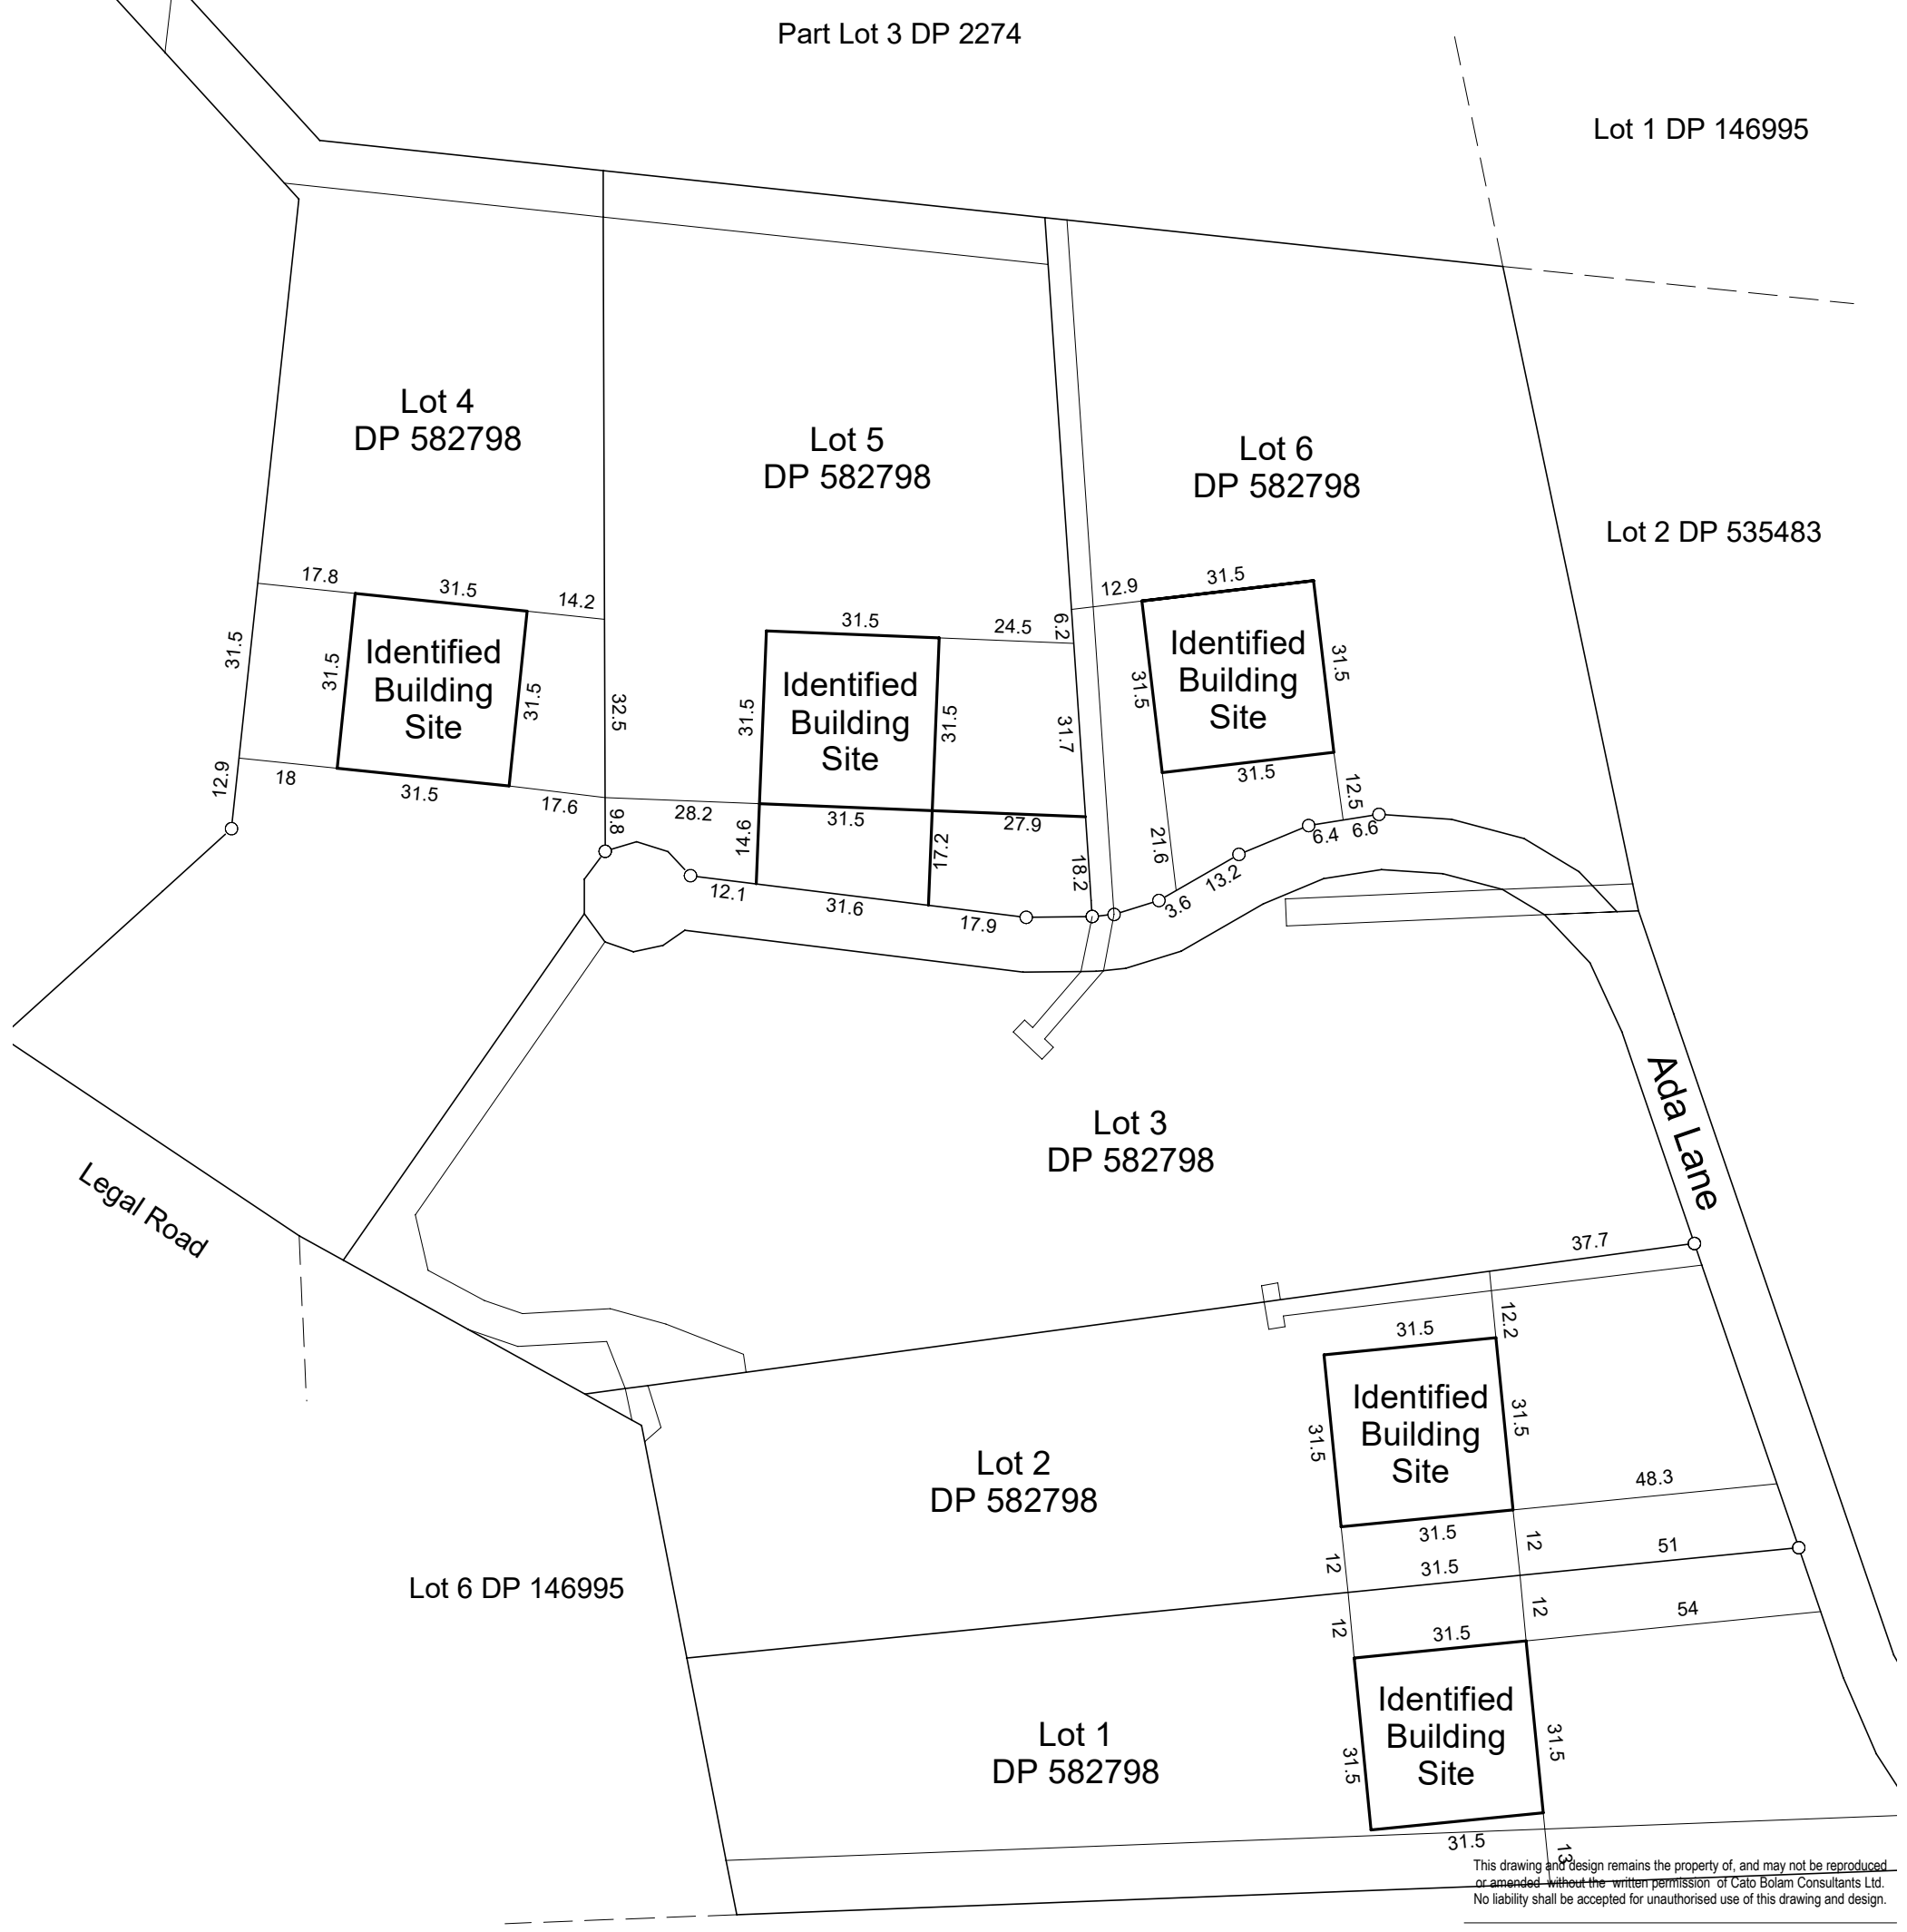 Part Lot 3 DP 2274
Lot 1 DP 146995
Lot 4
DP 582798
Lot 5
DP 582798
Lot 6
DP 582798
Lot 2 DP 535483
17.8
31.5
14.2
31.5
31.5
Identified
Building
Site
31.5
32.5
12.9
18
31.5
17.6
9.8
31.5
24.5
6.2
31.5
Identified
Building
Site
31.5
31.7
28.2
31.5
27.9
14.6
17.2
18.2
12.1
31.6
17.9
12.9
31.5
31.5
Identified
Building
Site
31.5
31.5
12.5
21.6
3.6
13.2
6.4
6.6
Ada Lane
Lot 3
DP 582798
Legal Road
37.7
12.2
31.5
31.5
Identified
Building
Site
31.5
48.3
31.5
12
12
31.5
51
Lot 2
DP 582798
Lot 6 DP 146995
12
12
31.5
54
Lot 1
DP 582798
31.5
Identified
Building
Site
31.5
31.5
13
This drawing and design remains the property of, and may not be reproduced
or amended without the written permission of Cato Bolam Consultants Ltd.
No liability shall be accepted for unauthorised use of this drawing and design.